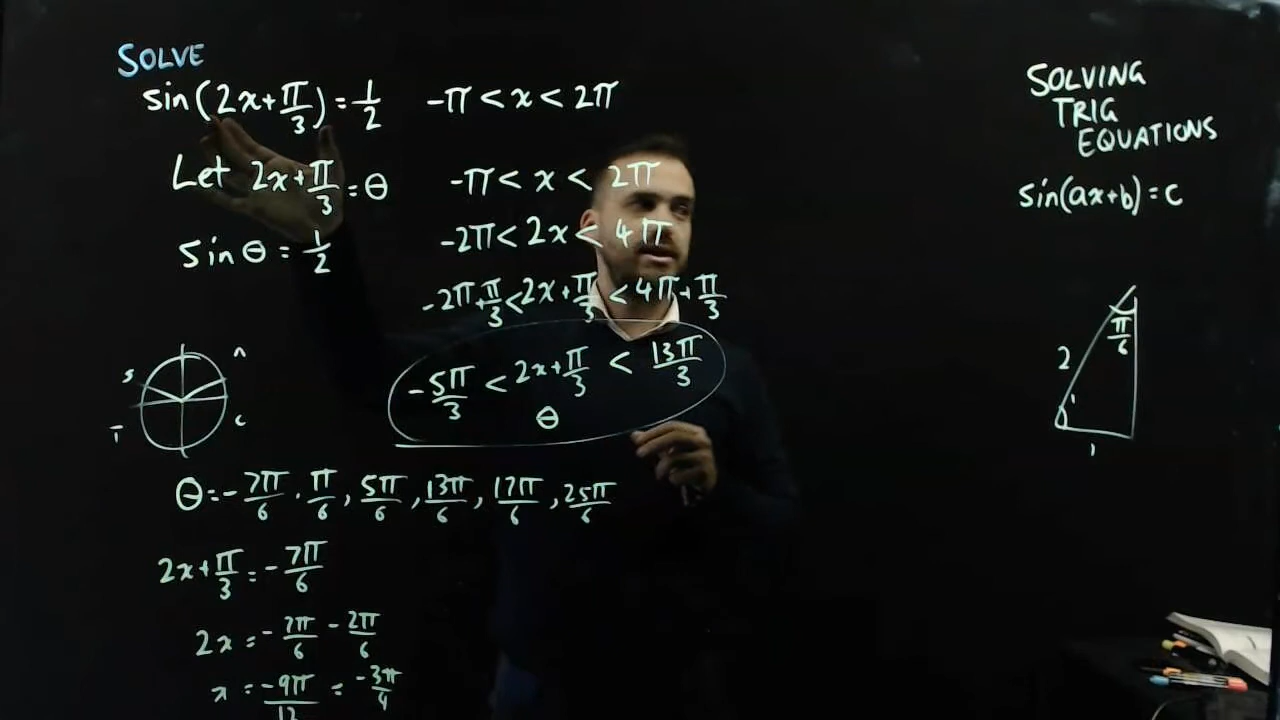 SOLVE
sin(2x+π/3)=1/2 -π < x < 2π
Let 2x+π/3=θ -π < x < 2π
sin θ = 1/2 -2π < 2x < 4π
-2π+π/3<2x+π/3<4π+π/3
-5π/3 < 2x+π/3 < 13π/3
θ
S A
T C
θ=-7π/6, π/6, 5π/6, 13π/6, 17π/6, 25π/6
2x+π/3=-7π/6
2x=-7π/6-2π/6
x=-9π/12=-3π/4
SOLVING
TRIG
EQUATIONS
sin(ax+b)=c
π/6
2
1